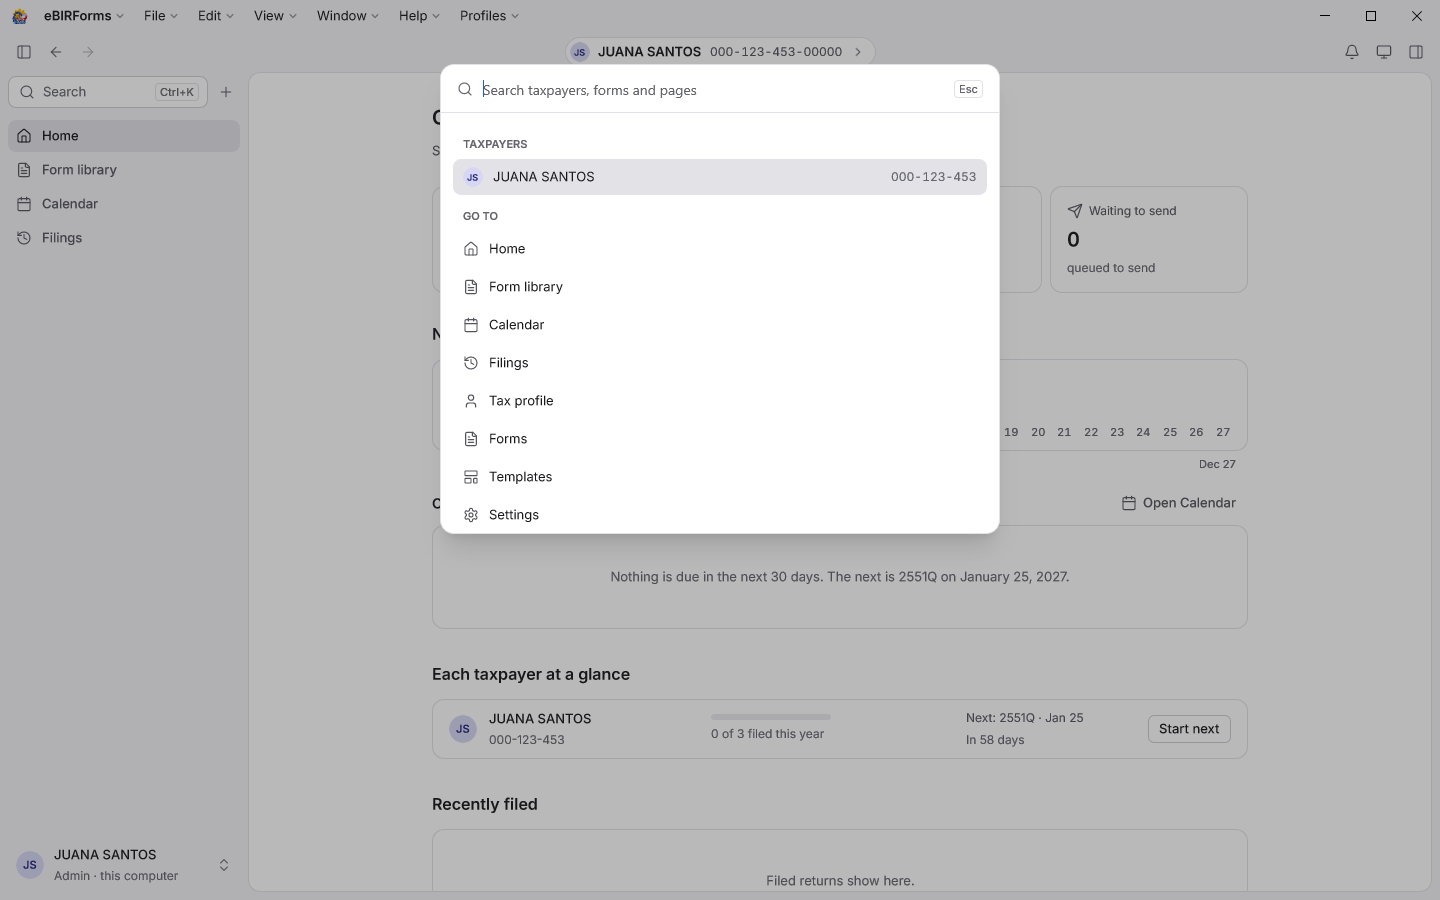 eBIRForms
File
Edit
View
Window
Help
Profiles
JS
JUANA SANTOS
000-123-453-00000
Search
Ctrl+K
Home
Form library
Calendar
Filings
Search taxpayers, forms and pages
Esc
TAXPAYERS
JS
JUANA SANTOS
000-123-453
GO TO
Home
Form library
Calendar
Filings
Tax profile
Forms
Templates
Settings
Waiting to send
0
queued to send
19 20 21 22 23 24 25 26 27
Dec 27
Open Calendar
Nothing is due in the next 30 days. The next is 2551Q on January 25, 2027.
Each taxpayer at a glance
JS
JUANA SANTOS
000-123-453
0 of 3 filed this year
Next: 2551Q · Jan 25
In 58 days
Start next
Recently filed
Filed returns show here.
JS
JUANA SANTOS
Admin · this computer